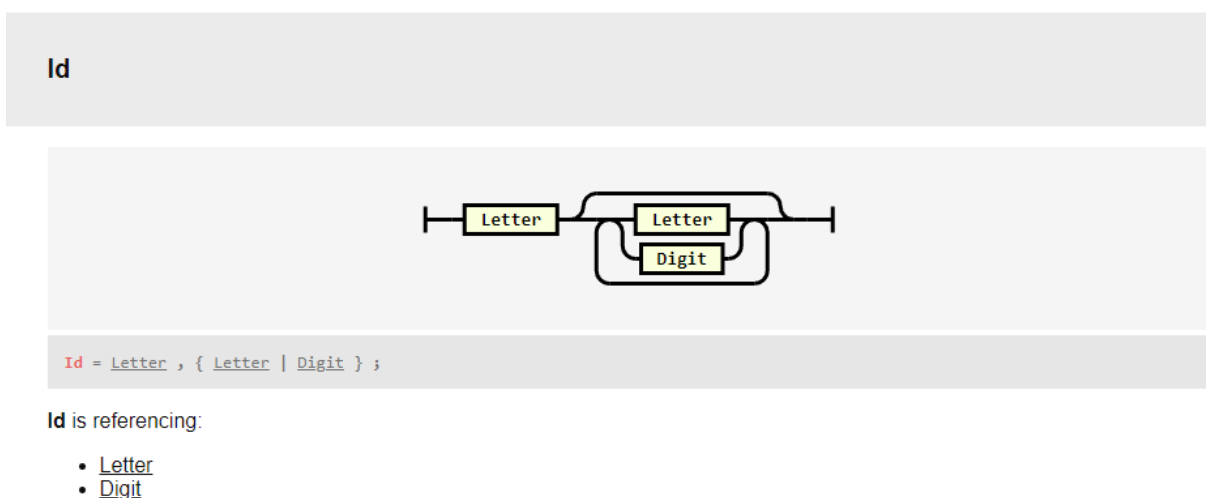 Id
Letter Letter
Digit
Id = Letter , { Letter | Digit } ;
Id is referencing:
• Letter
• Digit